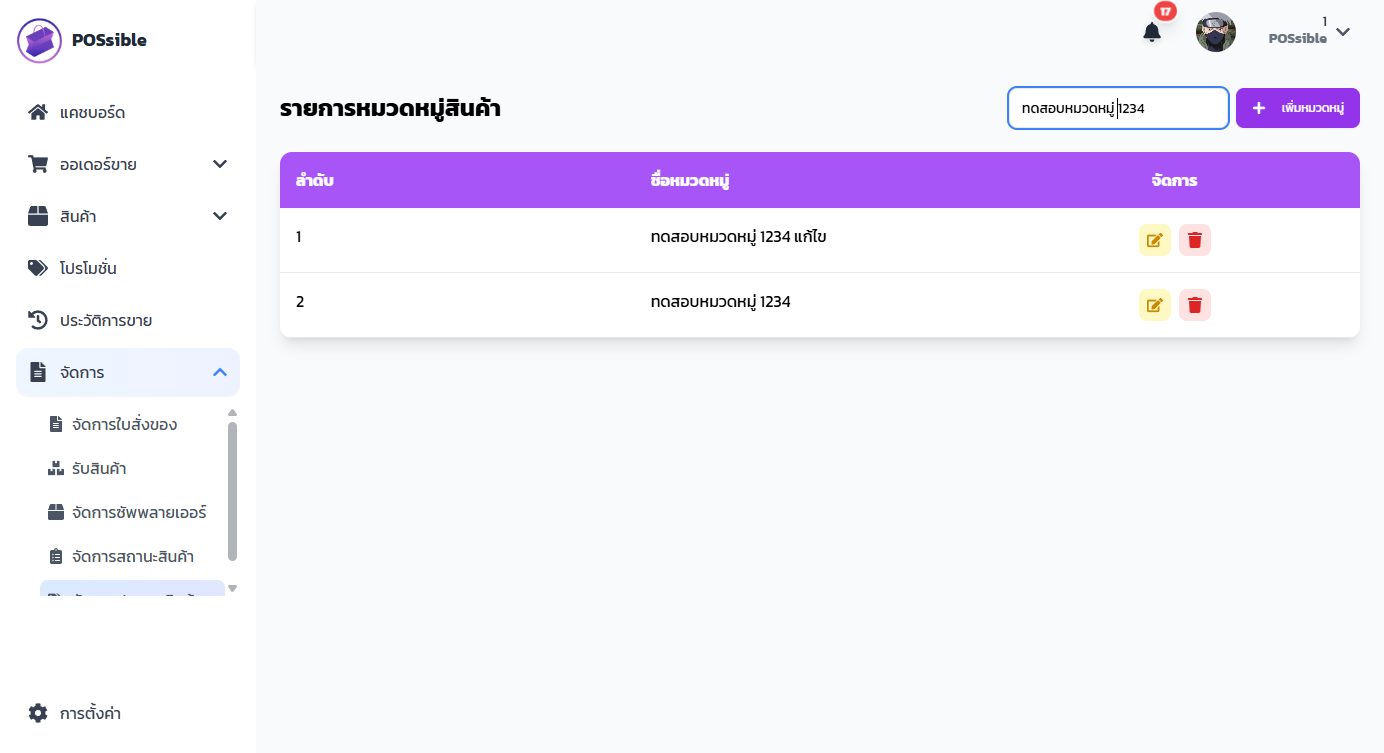 POSsible
17
1
POSsible
แคชบอร์ด
ออเดอร์ขาย
สินค้า
โปรโมชั่น
ประวัติการขาย
จัดการ
จัดการใบสั่งของ
รับสินค้า
จัดการซัพพลายเออร์
จัดการสถานะสินค้า
การตั้งค่า
รายการหมวดหมู่สินค้า
ทดสอบหมวดหมู่ 1234
เพิ่มหมวดหมู่
ลำดับ ชื่อหมวดหมู่ จัดการ
1 ทดสอบหมวดหมู่ 1234 แก้ไข
2 ทดสอบหมวดหมู่ 1234